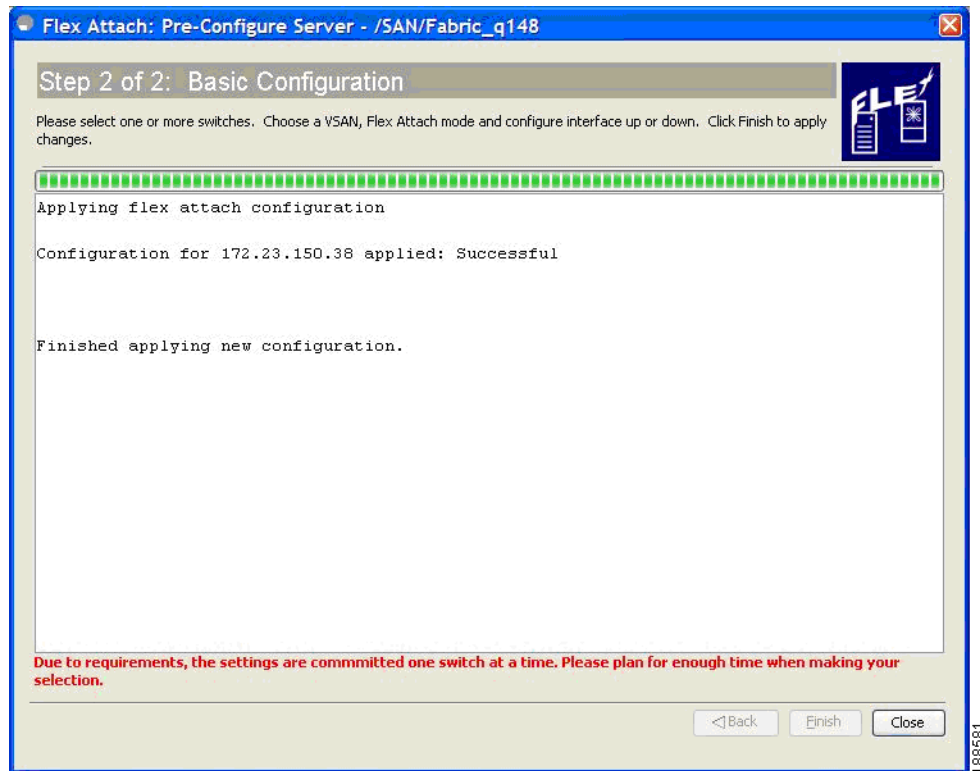 Flex Attach: Pre-Configure Server - /SAN/Fabric_q148
Step 2 of 2: Basic Configuration
Please select one or more switches. Choose a VSAN, Flex Attach mode and configure interface up or down. Click Finish to apply
changes.
FLEX
Applying flex attach configuration
Configuration for 172.23.150.38 applied: Successful
Finished applying new configuration.
Due to requirements, the settings are commmitted one switch at a time. Please plan for enough time when making your
selection.
Back
Finish
Close